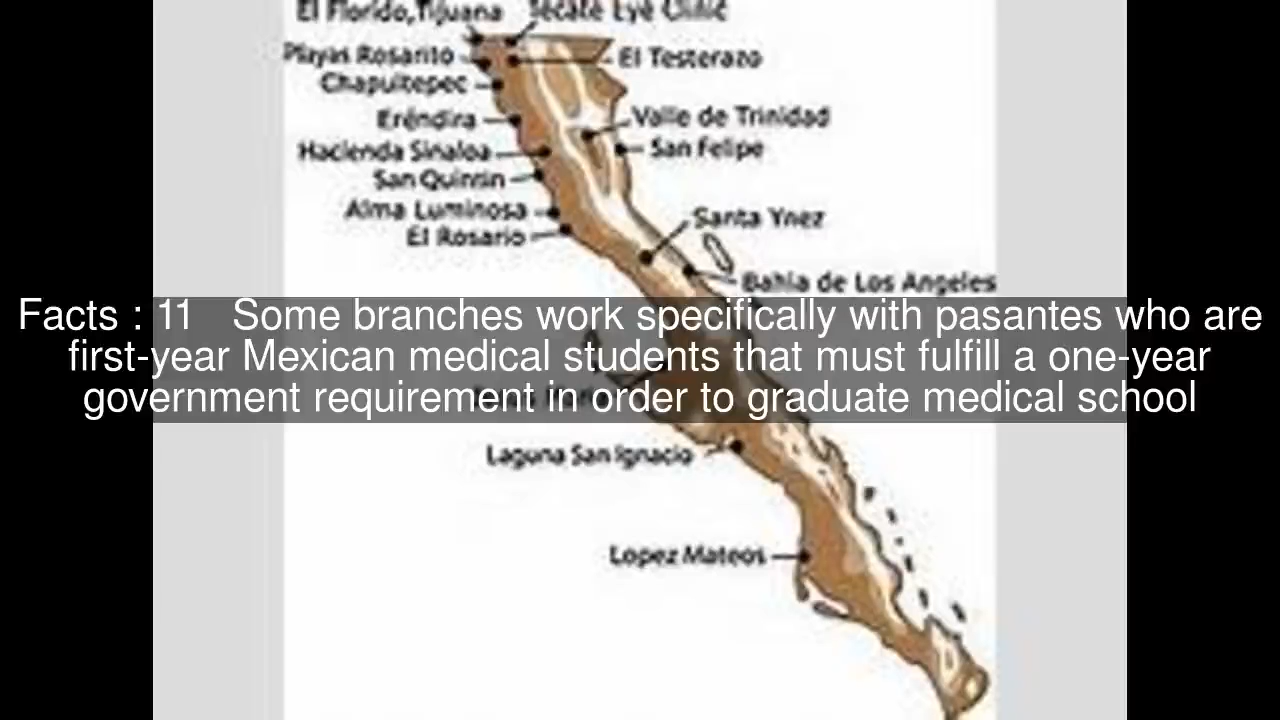 El Florido, Tijuana
Tecate Eye Clinic
Playas Rosarito
El Testerazo
Chapultepec
Eréndira
Valle de Trinidad
Hacienda Sinaloa
San Felipe
San Quintin
Alma Luminosa
Santa Ynez
El Rosario
Bahia de Los Angeles
Facts : 11 Some branches work specifically with pasantes who are
first-year Mexican medical students that must fulfill a one-year
government requirement in order to graduate medical school
Laguna San Ignacio
Lopez Mateos